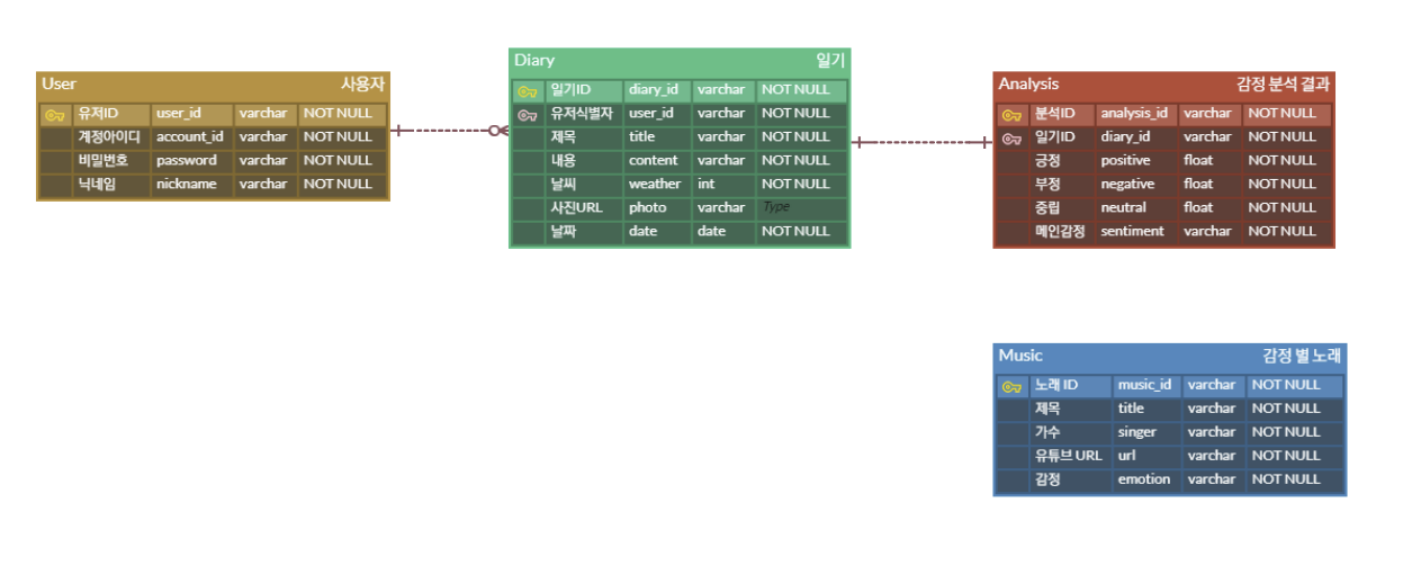 User 사용자
유저ID user_id varchar NOT NULL
계정아이디 account_id varchar NOT NULL
비밀번호 password varchar NOT NULL
닉네임 nickname varchar NOT NULL
Diary 일기
일기ID diary_id varchar NOT NULL
유저식별자 user_id varchar NOT NULL
제목 title varchar NOT NULL
내용 content varchar NOT NULL
날씨 weather int NOT NULL
사진URL photo varchar Type
날짜 date date NOT NULL
Analysis 감정 분석 결과
분석ID analysis_id varchar NOT NULL
일기ID diary_id varchar NOT NULL
긍정 positive float NOT NULL
부정 negative float NOT NULL
중립 neutral float NOT NULL
메인감정 sentiment varchar NOT NULL
Music 감정 별 노래
노래 ID music_id varchar NOT NULL
제목 title varchar NOT NULL
가수 singer varchar NOT NULL
유튜브 URL url varchar NOT NULL
감정 emotion varchar NOT NULL